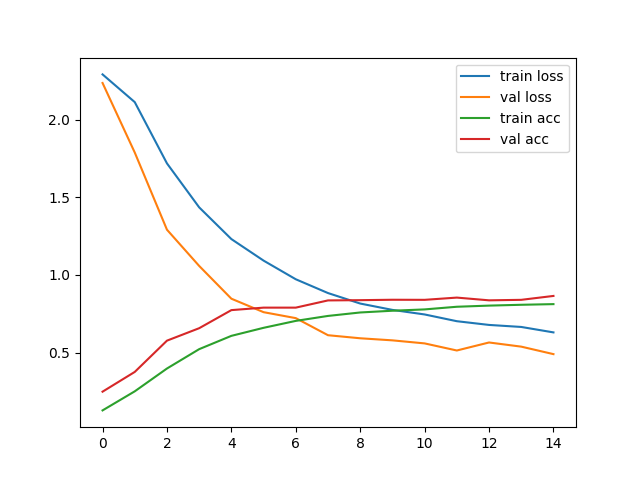 train loss
val loss
train acc
val acc
2.0
1.5
1.0
0.5
0 2 4 6 8 10 12 14